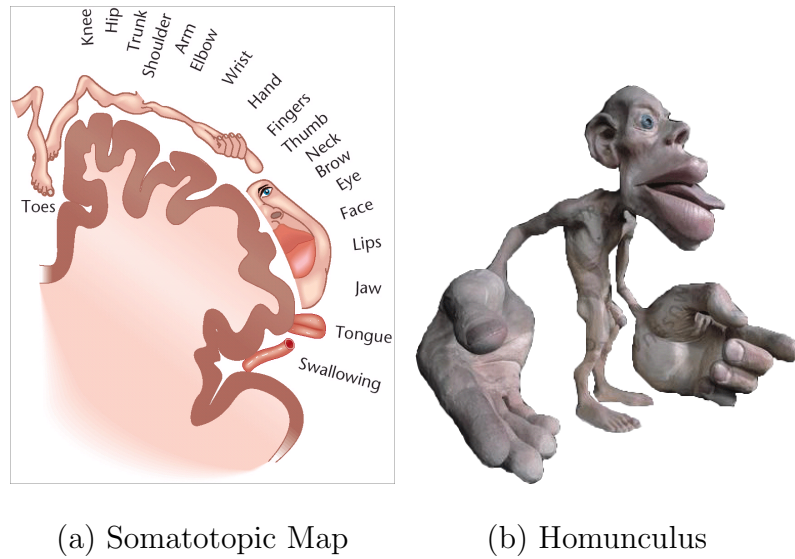 Knee
Hip
Trunk
Shoulder
Arm
Elbow
Wrist
Hand
Fingers
Thumb
Neck
Brow
Eye
Face
Lips
Jaw
Tongue
Swallowing
Toes
(a) Somatotopic Map
(b) Homunculus